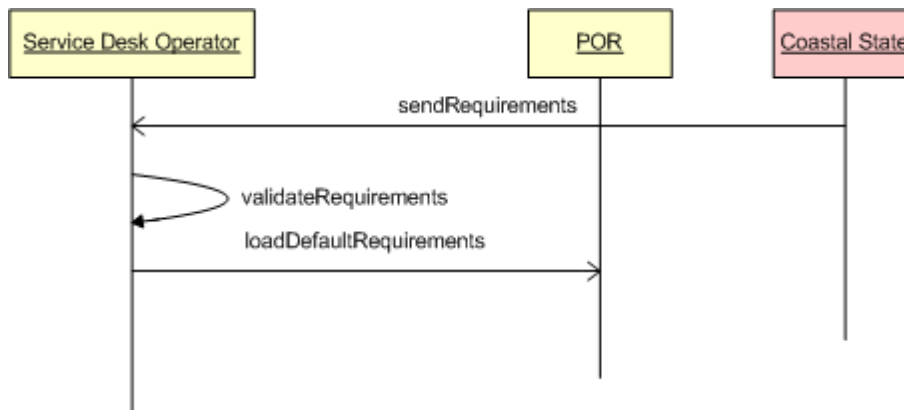 Service Desk Operator
POR
Coastal State
sendRequirements
validateRequirements
loadDefaultRequirements